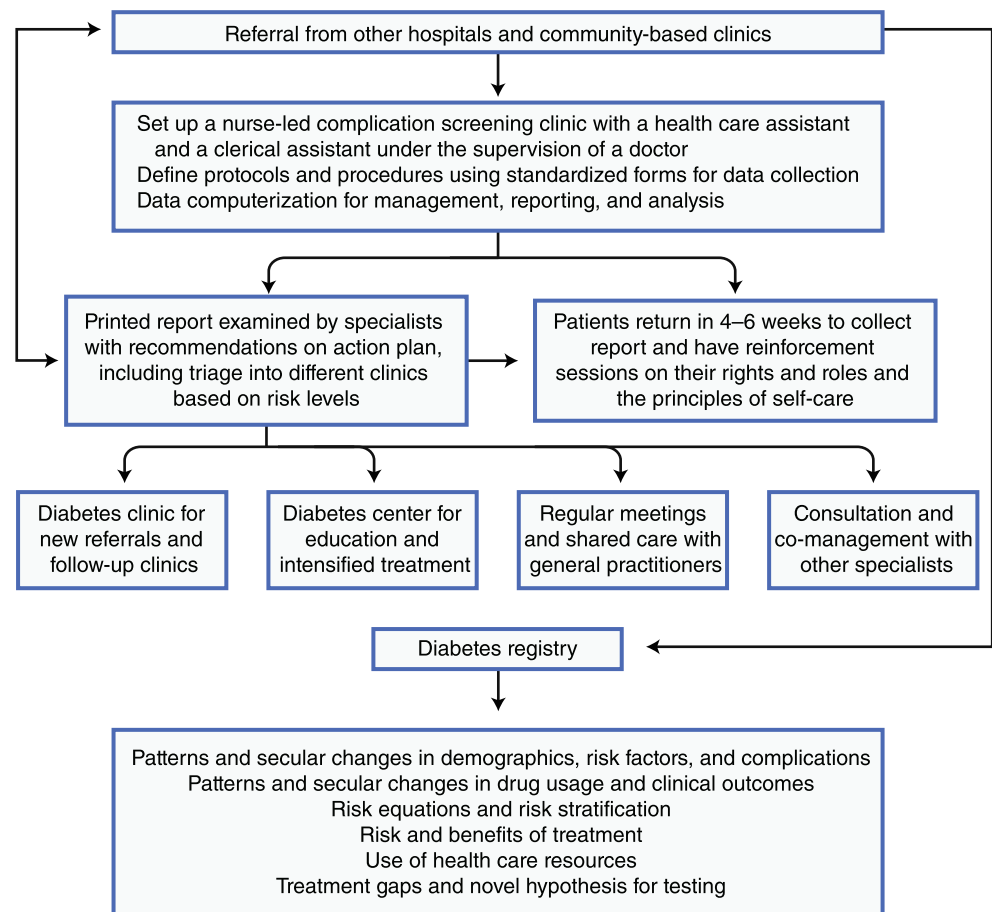 Referral from other hospitals and community-based clinics
Set up a nurse-led complication screening clinic with a health care assistant
and a clerical assistant under the supervision of a doctor
Define protocols and procedures using standardized forms for data collection
Data computerization for management, reporting, and analysis
Printed report examined by specialists
with recommendations on action plan,
including triage into different clinics
based on risk levels
Patients return in 4–6 weeks to collect
report and have reinforcement
sessions on their rights and roles and
the principles of self-care
Diabetes clinic for
new referrals and
follow-up clinics
Diabetes center for
education and
intensified treatment
Regular meetings
and shared care with
general practitioners
Consultation and
co-management with
other specialists
Diabetes registry
Patterns and secular changes in demographics, risk factors, and complications
Patterns and secular changes in drug usage and clinical outcomes
Risk equations and risk stratification
Risk and benefits of treatment
Use of health care resources
Treatment gaps and novel hypothesis for testing